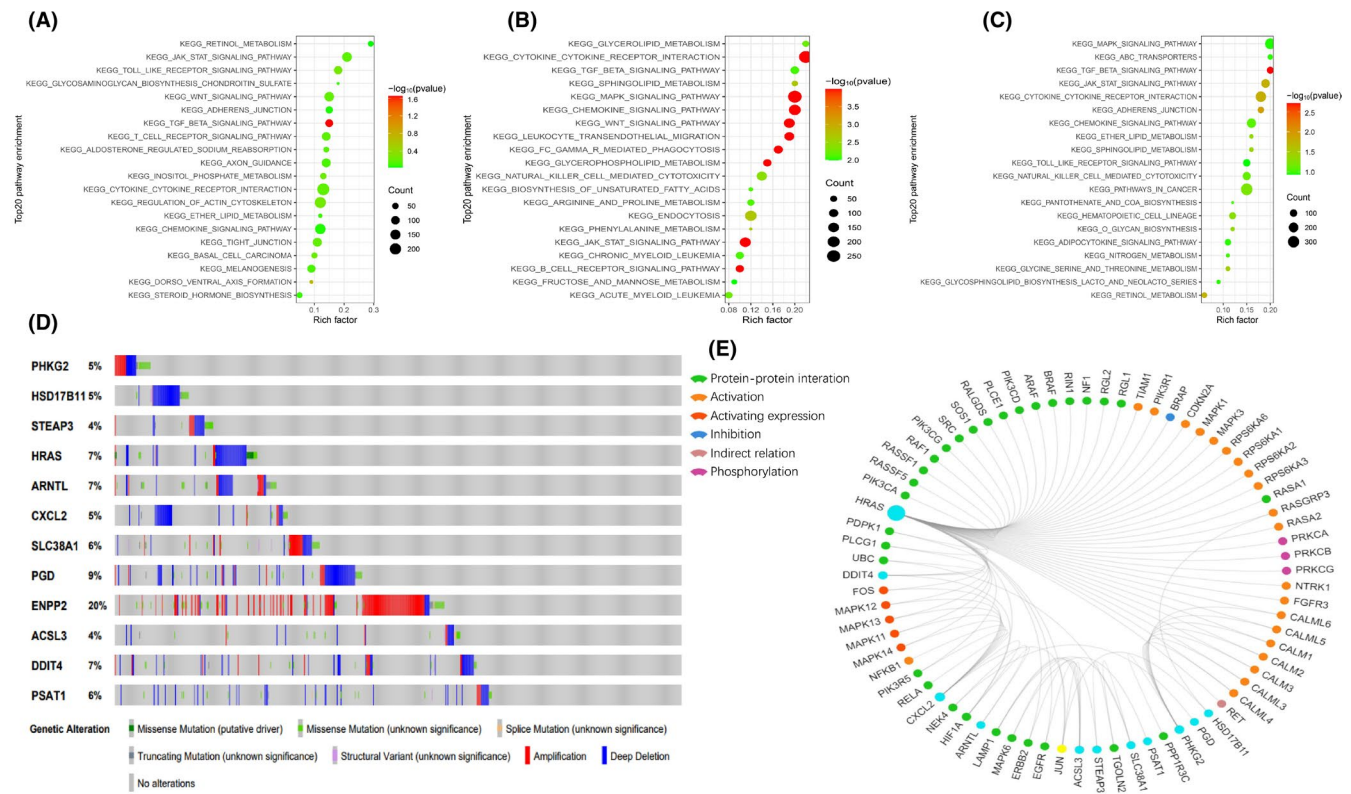 (A)
Top20 pathway enrichment
KEGG_RETINOL_METABOLISM
KEGG_JAK_STAT_SIGNALING_PATHWAY
KEGG_TOLL_LIKE_RECEPTOR_SIGNALING_PATHWAY
KEGG_GLYCOSAMINOGLYCAN_BIOSYNTHESIS_CHONDROITIN_SULFATE
KEGG_WNT_SIGNALING_PATHWAY
KEGG_ADHERENS_JUNCTION
KEGG_TGF_BETA_SIGNALING_PATHWAY
KEGG_T_CELL_RECEPTOR_SIGNALING_PATHWAY
KEGG_ALDOSTERONE_REGULATED_SODIUM_REABSORPTION
KEGG_AXON_GUIDANCE
KEGG_INOSITOL_PHOSPHATE_METABOLISM
KEGG_CYTOKINE_CYTOKINE_RECEPTOR_INTERACTION
KEGG_REGULATION_OF_ACTIN_CYTOSKELETON
KEGG_ETHER_LIPID_METABOLISM
KEGG_CHEMOKINE_SIGNALING_PATHWAY
KEGG_TIGHT_JUNCTION
KEGG_BASAL_CELL_CARCINOMA
KEGG_MELANOGENESIS
KEGG_DORSO_VENTRAL_AXIS_FORMATION
KEGG_STEROID_HORMONE_BIOSYNTHESIS
0.1 0.2 0.3
Rich factor
−log10(pvalue)
1.6
1.2
0.8
0.4
Count
50
100
150
200
(B)
Top20 pathway enrichment
KEGG_GLYCEROLIPID_METABOLISM
KEGG_CYTOKINE_CYTOKINE_RECEPTOR_INTERACTION
KEGG_TGF_BETA_SIGNALING_PATHWAY
KEGG_SPHINGOLIPID_METABOLISM
KEGG_MAPK_SIGNALING_PATHWAY
KEGG_CHEMOKINE_SIGNALING_PATHWAY
KEGG_WNT_SIGNALING_PATHWAY
KEGG_LEUKOCYTE_TRANSENDOTHELIAL_MIGRATION
KEGG_FC_GAMMA_R_MEDIATED_PHAGOCYTOSIS
KEGG_GLYCEROPHOSPHOLIPID_METABOLISM
KEGG_NATURAL_KILLER_CELL_MEDIATED_CYTOTOXICITY
KEGG_BIOSYNTHESIS_OF_UNSATURATED_FATTY_ACIDS
KEGG_ARGININE_AND_PROLINE_METABOLISM
KEGG_ENDOCYTOSIS
KEGG_PHENYLALANINE_METABOLISM
KEGG_JAK_STAT_SIGNALING_PATHWAY
KEGG_CHRONIC_MYELOID_LEUKEMIA
KEGG_B_CELL_RECEPTOR_SIGNALING_PATHWAY
KEGG_FRUCTOSE_AND_MANNOSE_METABOLISM
KEGG_ACUTE_MYELOID_LEUKEMIA
0.08 0.12 0.16 0.20
Rich factor
−log10(pvalue)
3.5
3.0
2.5
2.0
Count
50
100
150
200
250
(C)
Top20 pathway enrichment
KEGG_MAPK_SIGNALING_PATHWAY
KEGG_ABC_TRANSPORTERS
KEGG_TGF_BETA_SIGNALING_PATHWAY
KEGG_JAK_STAT_SIGNALING_PATHWAY
KEGG_CYTOKINE_CYTOKINE_RECEPTOR_INTERACTION
KEGG_ADHERENS_JUNCTION
KEGG_CHEMOKINE_SIGNALING_PATHWAY
KEGG_ETHER_LIPID_METABOLISM
KEGG_SPHINGOLIPID_METABOLISM
KEGG_TOLL_LIKE_RECEPTOR_SIGNALING_PATHWAY
KEGG_NATURAL_KILLER_CELL_MEDIATED_CYTOTOXICITY
KEGG_PATHWAYS_IN_CANCER
KEGG_PANTOTHENATE_AND_COA_BIOSYNTHESIS
KEGG_HEMATOPOIETIC_CELL_LINEAGE
KEGG_O_GLYCAN_BIOSYNTHESIS
KEGG_ADIPOCYTOKINE_SIGNALING_PATHWAY
KEGG_NITROGEN_METABOLISM
KEGG_GLYCINE_SERINE_AND_THREONINE_METABOLISM
KEGG_GLYCOSPHINGOLIPID_BIOSYNTHESIS_LACTO_AND_NEOLACTO_SERIES
KEGG_RETINOL_METABOLISM
0.10 0.15 0.20
Rich factor
−log10(pvalue)
2.5
2.0
1.5
1.0
Count
100
200
300
(D)
PHKG2 5%
HSD17B11 5%
STEAP3 4%
HRAS 7%
ARNTL 7%
CXCL2 5%
SLC38A1 6%
PGD 9%
ENPP2 20%
ACSL3 4%
DDIT4 7%
PSAT1 6%
Genetic Alteration
Missense Mutation (putative driver)
Missense Mutation (unknown significance)
Splice Mutation (unknown significance)
Truncating Mutation (unknown significance)
Structural Variant (unknown significance)
Amplification
Deep Deletion
No alterations
(E)
Protein-protein interation
Activation
Activating expression
Inhibition
Indirect relation
Phosphorylation
HRAS
PIK3CA
RASSF5
RASSF1
RAF1
PIK3CG
SRC
SOS1
RALGDS
PLCE1
PIK3CD
ARAF
BRAF
RIN1
NF1
RGL2
RGL1
TIAM1
PIK3R1
BRAP
CDKN2A
MAPK1
MAPK3
RPS6KA6
RPS6KA1
RPS6KA2
RPS6KA3
RASA1
RASGRP3
RASA2
PRKCA
PRKCB
PRKCG
NTRK1
FGFR3
CALML6
CALML5
CALM1
CALM2
CALM3
CALML3
CALML4
RET
HSD17B11
PGD
PHKG2
PPP1R3C
PSAT1
SLC38A1
TGOLN2
STEAP3
ACSL3
JUN
EGFR
ERBB2
MAPK6
LAMP1
ARNTL
HIF1A
NEK4
CXCL2
RELA
PIK3R5
NFKB1
MAPK14
MAPK11
MAPK13
MAPK12
FOS
DDIT4
UBC
PLCG1
PDPK1